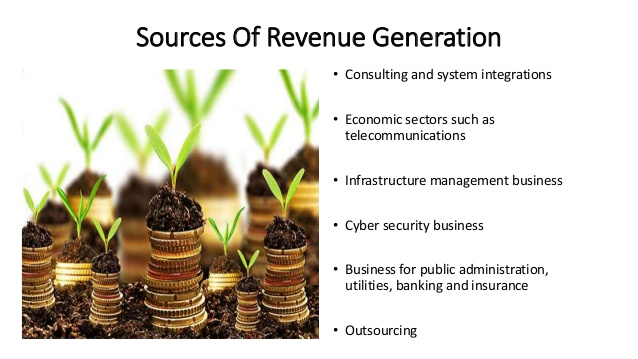 Sources Of Revenue Generation
• Consulting and system integrations
• Economic sectors such as
telecommunications
• Infrastructure management business
• Cyber security business
• Business for public administration,
utilities, banking and insurance
• Outsourcing